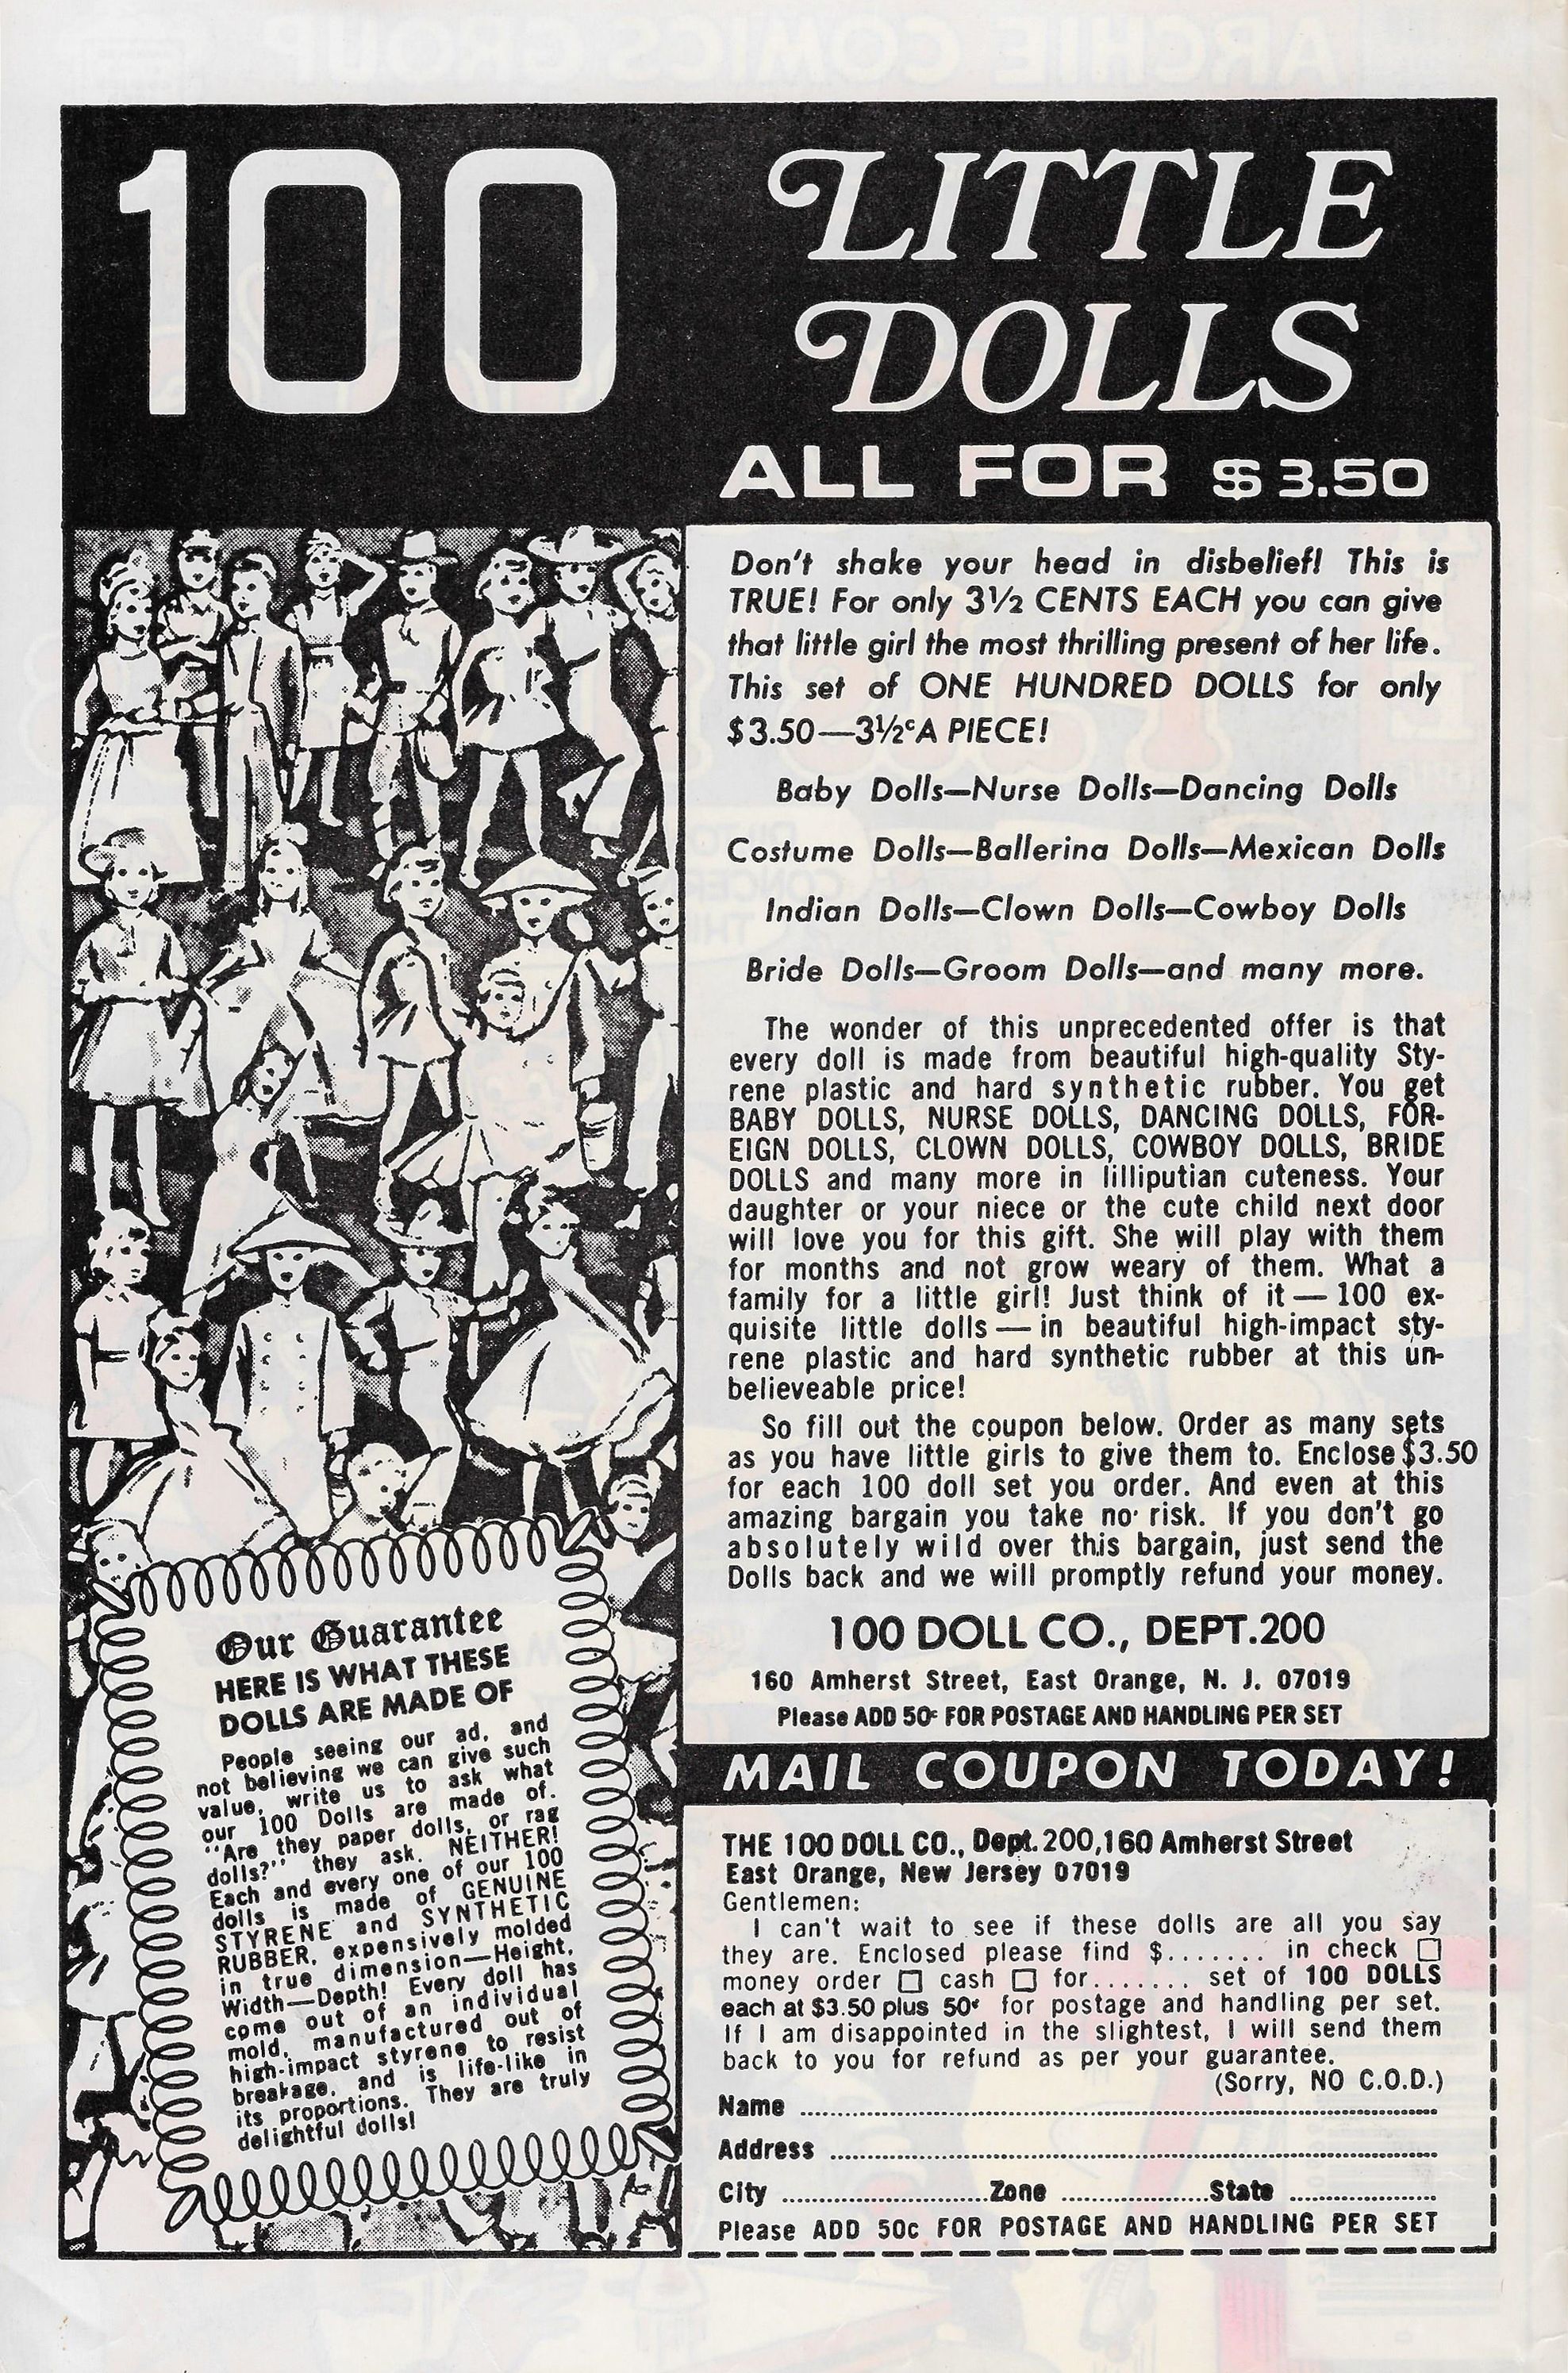 ARCHIE COMICS GROUP
100
LITTLE
DOLLS
ALL FOR $3.50
Don't shake your head in disbelief! This is
TRUE! For only 3½ CENTS EACH you can give
that little girl the most thrilling present of her life.
This set of ONE HUNDRED DOLLS for only
$3.50—3½ᶜA PIECE!
Baby Dolls—Nurse Dolls—Dancing Dolls
Costume Dolls—Ballerina Dolls—Mexican Dolls
Indian Dolls—Clown Dolls—Cowboy Dolls
Bride Dolls—Groom Dolls—and many more.
The wonder of this unprecedented offer is that
every doll is made from beautiful high-quality Sty-
rene plastic and hard synthetic rubber. You get
BABY DOLLS, NURSE DOLLS, DANCING DOLLS, FOR-
EIGN DOLLS, CLOWN DOLLS, COWBOY DOLLS, BRIDE
DOLLS and many more in lilliputian cuteness. Your
daughter or your niece or the cute child next door
will love you for this gift. She will play with them
for months and not grow weary of them. What a
family for a little girl! Just think of it — 100 ex-
quisite little dolls — in beautiful high-impact sty-
rene plastic and hard synthetic rubber at this un-
believeable price!
So fill out the coupon below. Order as many sets
as you have little girls to give them to. Enclose $3.50
for each 100 doll set you order. And even at this
amazing bargain you take no risk. If you don't go
absolutely wild over this bargain, just send the
Dolls back and we will promptly refund your money.
100 DOLL CO., DEPT.200
160 Amherst Street, East Orange, N. J. 07019
Please ADD 50ᶜ FOR POSTAGE AND HANDLING PER SET
Our Guarantee
HERE IS WHAT THESE
DOLLS ARE MADE OF
People seeing our ad, and
not believing we can give such
value, write us to ask what
our 100 Dolls are made of.
"Are they paper dolls, or rag
dolls?" they ask. NEITHER!
Each and every one of our 100
dolls is made of GENUINE
STYRENE and SYNTHETIC
RUBBER, expensively molded
in true dimension—Height,
Width—Depth! Every doll has
come out of an individual
mold, manufactured out of
high-impact styrene to resist
breakage, and is life-like in
its proportions. They are truly
delightful dolls!
MAIL COUPON TODAY!
THE 100 DOLL CO., Dept. 200, 160 Amherst Street
East Orange, New Jersey 07019
Gentlemen:
I can't wait to see if these dolls are all you say
they are. Enclosed please find $....... in check ☐
money order ☐ cash ☐ for....... set of 100 DOLLS
each at $3.50 plus 50ᶜ for postage and handling per set.
If I am disappointed in the slightest, I will send them
back to you for refund as per your guarantee.
(Sorry, NO C.O.D.)
Name ........................................
Address ........................................
City ....................Zone ....................State ....................
Please ADD 50c FOR POSTAGE AND HANDLING PER SET